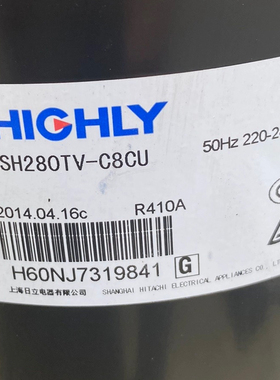 HIGHLY
SH280TV-C8CU
50Hz 220-2
2014.04.16c
R410A
H60NJ7319841
G
上海日立电器有限公司
SHANGHAI HITACHI ELECTRICAL APPLIANCES CO., LT